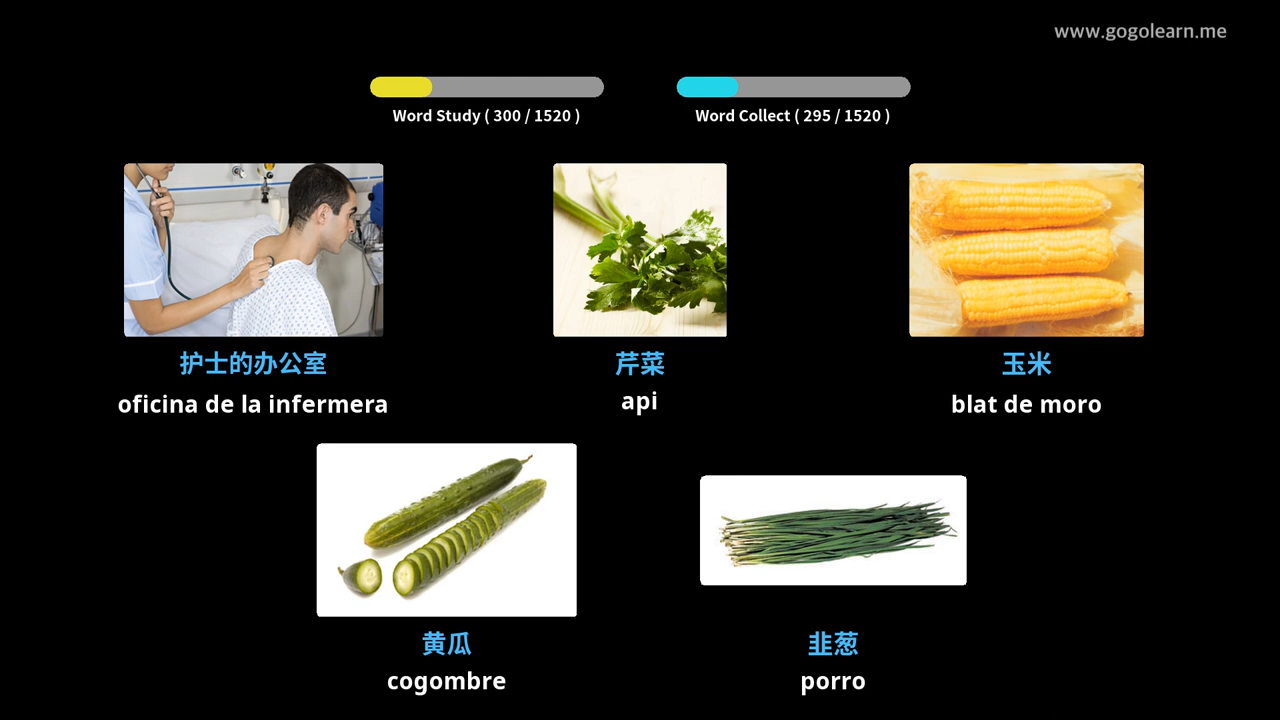 www.gogolearn.me
Word Study ( 300 / 1520 )
Word Collect ( 295 / 1520 )
护士的办公室
oficina de la infermera
芹菜
api
玉米
blat de moro
黄瓜
cogombre
韭葱
porro